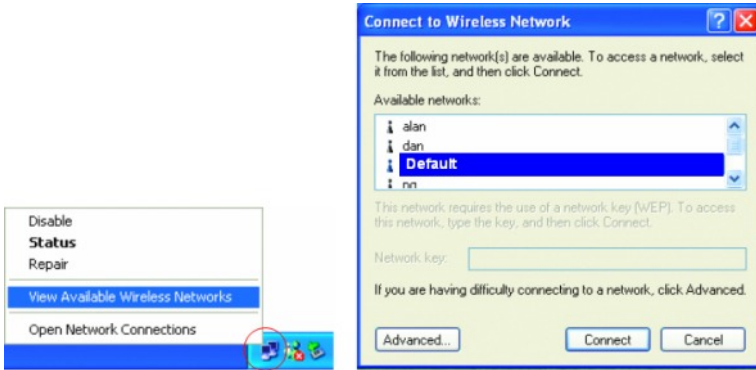 Disable
Status
Repair
View Available Wireless Networks
Open Network Connections
Connect to Wireless Network
The following network(s) are available. To access a network, select
it from the list, and then click Connect.
Available networks:
alan
dan
Default
This network requires the use of a network key (WEP). To access
this network, type the key, and then click Connect.
Network key:
If you are having difficulty connecting to a network, click Advanced.
Advanced...
Connect
Cancel